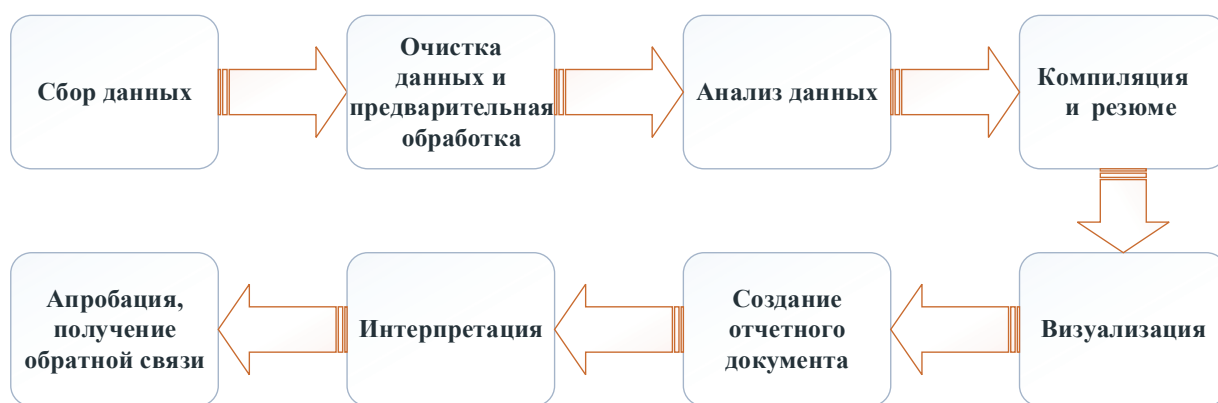 Сбор данных
Очистка
данных и
предварительная
обработка
Анализ данных
Компиляция
и резюме
Визуализация
Создание
отчетного
документа
Интерпретация
Апробация,
получение
обратной связи